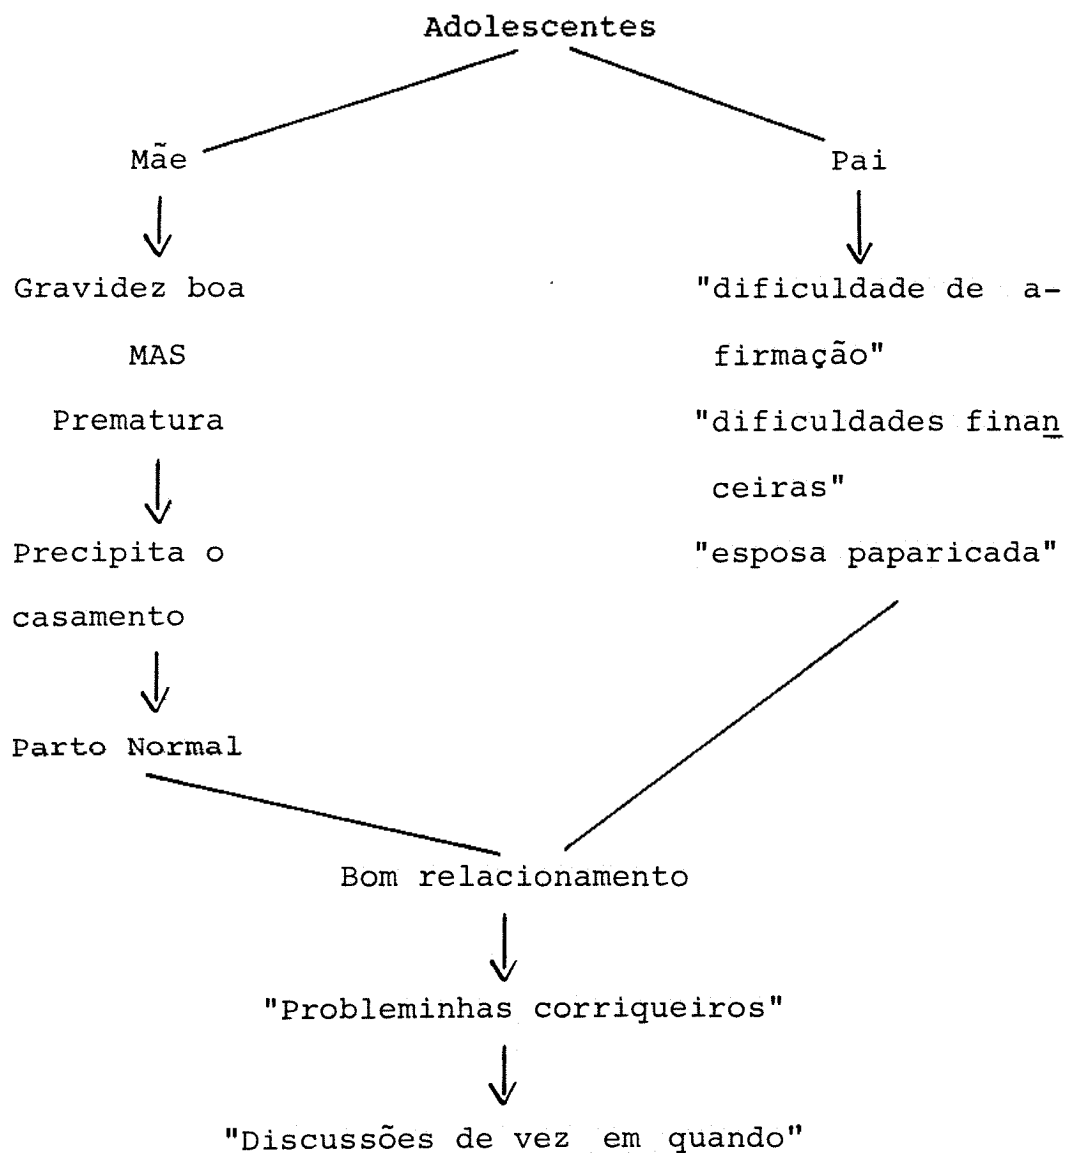 Adolescentes
Mãe
Pai
Gravidez boa
MAS
Prematura
Precipita o
casamento
Parto Normal
"dificuldade de a-
firmação"
"dificuldades finan
ceiras"
"esposa paparicada"
Bom relacionamento
"Probleminhas corriqueiros"
"Discussões de vez em quando"